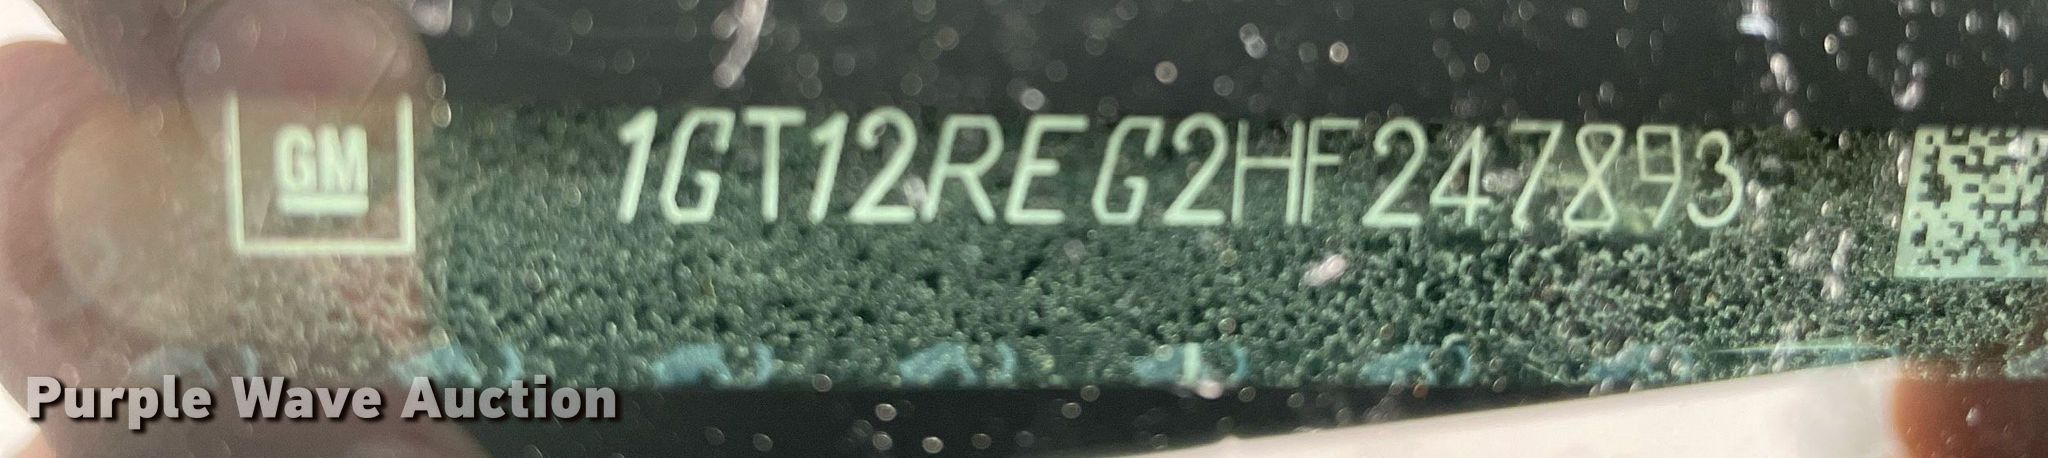 GM 1GT12REG2HF247893
Purple Wave Auction